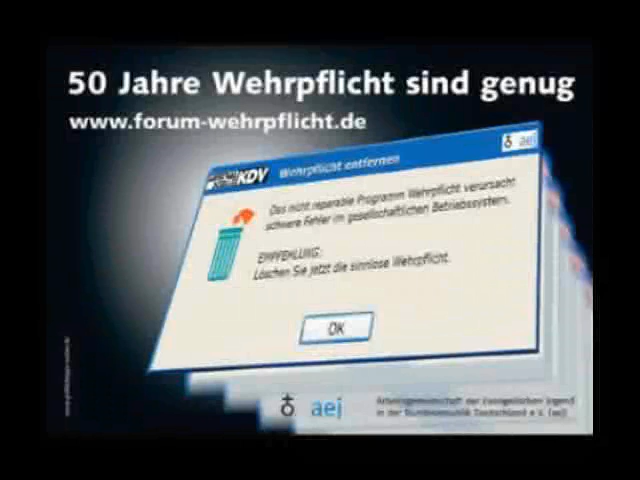 50 Jahre Wehrpflicht sind genug
www.forum-wehrpflicht.de
KDV Wehrpflicht entfernen
aej
Das nicht reparable Programm Wehrpflicht verursacht
schwere Fehler im gesellschaftlichen Betriebssystem.
EMPFEHLUNG:
Löschen Sie jetzt die sinnlose Wehrpflicht.
OK
aej
Arbeitsgemeinschaft der Evangelischen Jugend
in der Bundesrepublik Deutschland e.V. (aej)